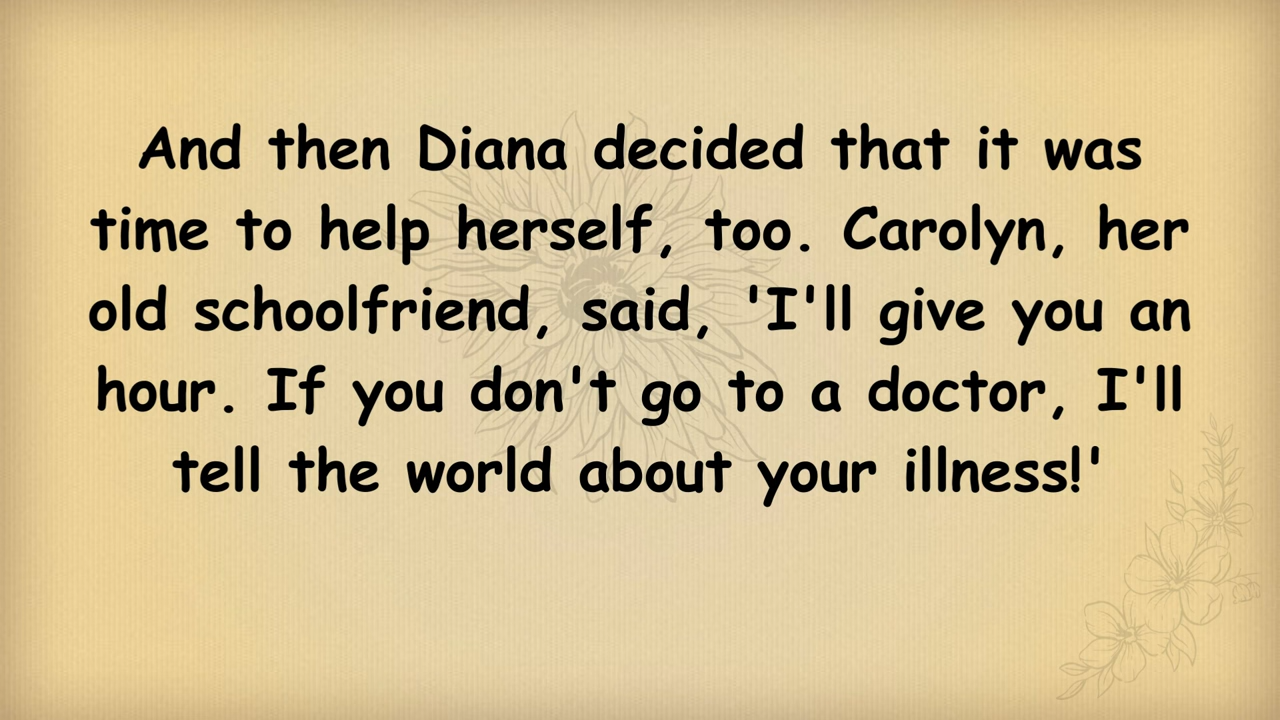 And then Diana decided that it was
time to help herself, too. Carolyn, her
old schoolfriend, said, 'I'll give you an
hour. If you don't go to a doctor, I'll
tell the world about your illness!'